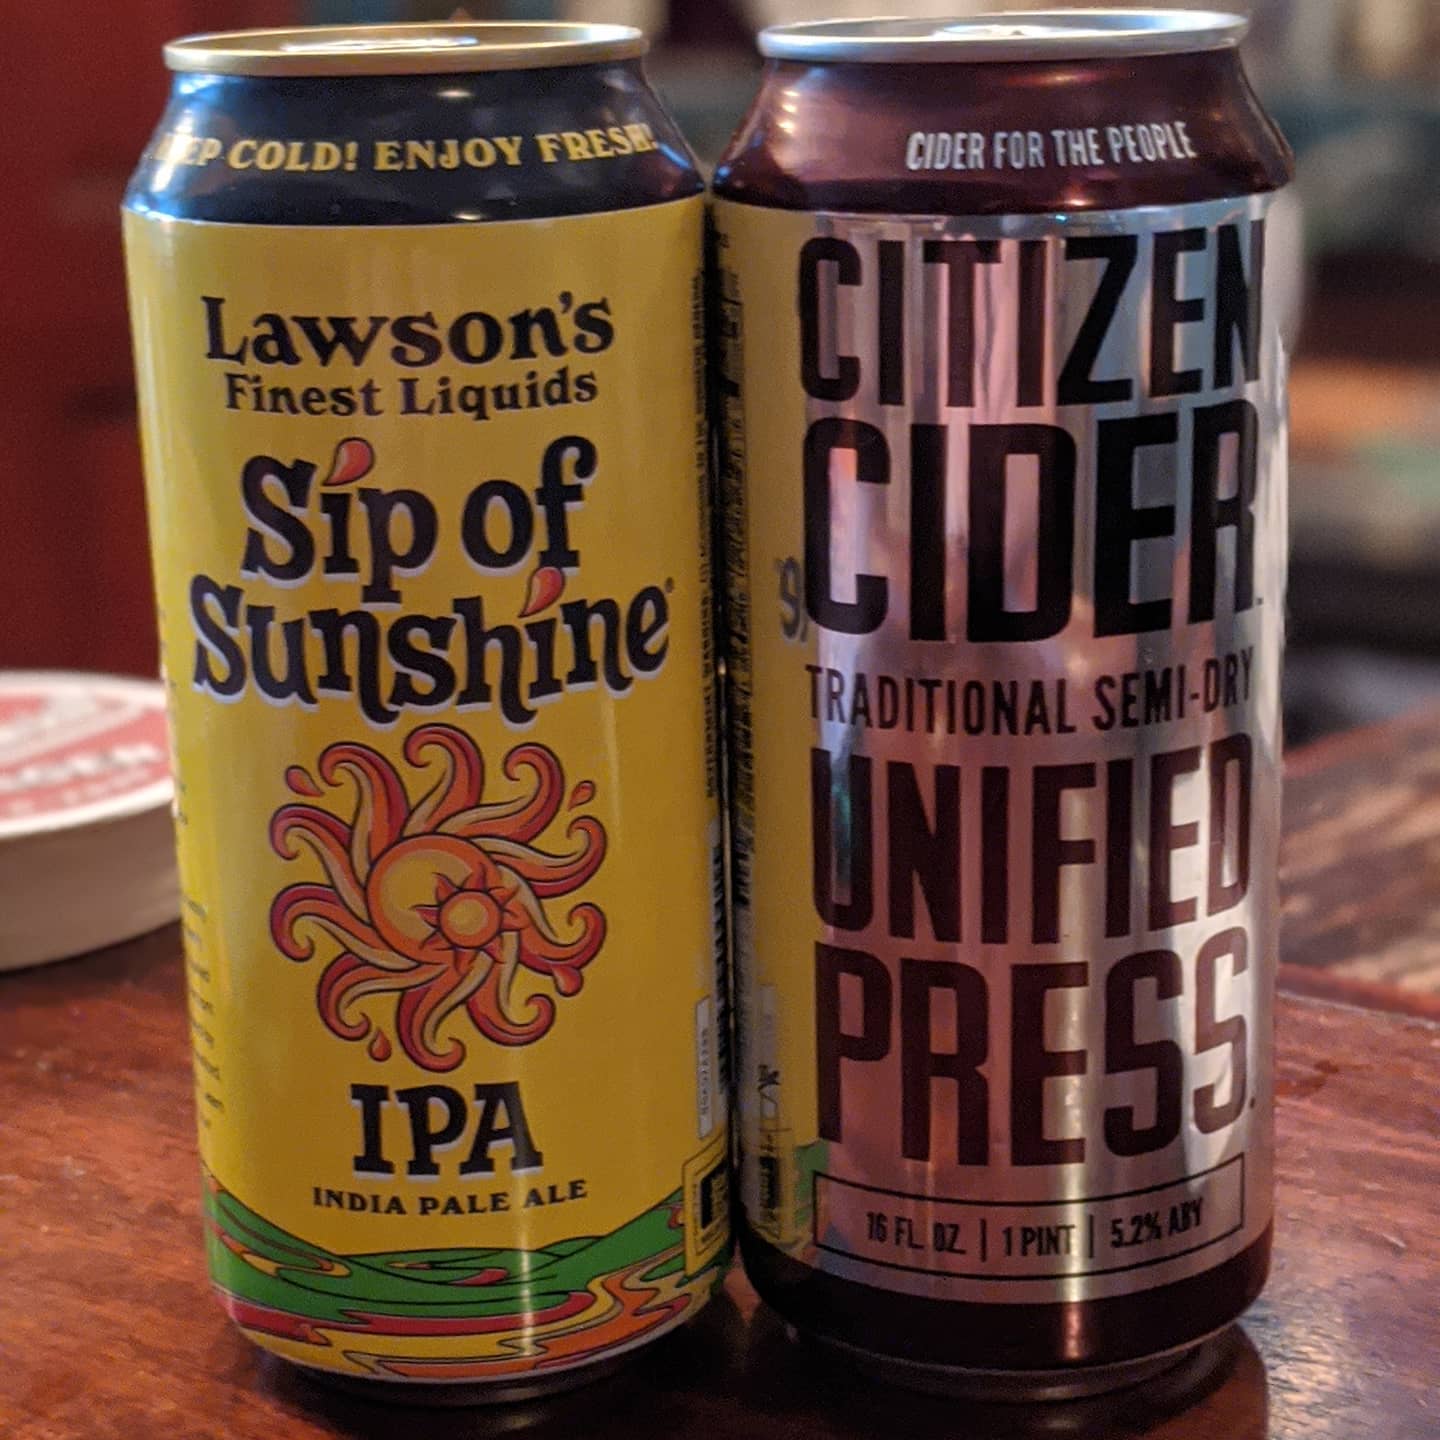 COLD! ENJOY FRESH!
Lawson's
Finest Liquids
Sip of
Sunshine
IPA
INDIA PALE ALE
CIDER FOR THE PEOPLE
CITIZEN
CIDER
TRADITIONAL SEMI-DRY
UNIFIED
PRESS.
16 FL. OZ. | 1 PINT | 5.2% ABV